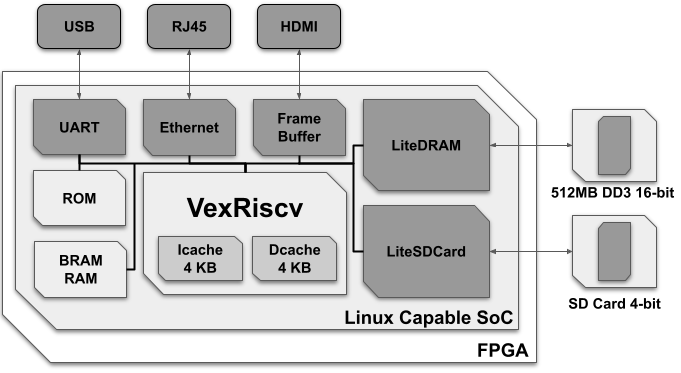 USB
RJ45
HDMI
UART
Ethernet
Frame
Buffer
LiteDRAM
512MB DD3 16-bit
ROM
VexRiscv
BRAM
RAM
Icache
4 KB
Dcache
4 KB
LiteSDCard
SD Card 4-bit
Linux Capable SoC
FPGA